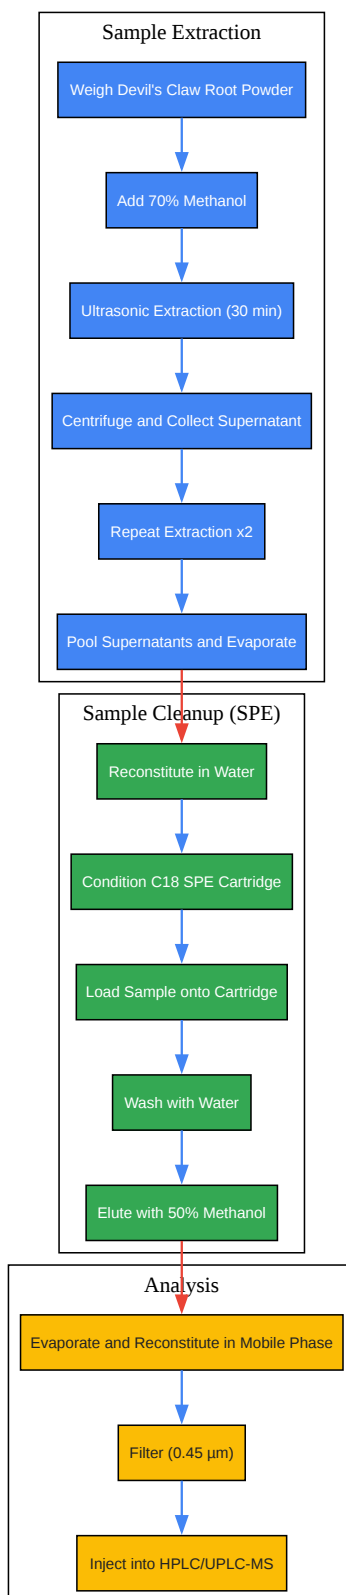 Sample Extraction
Weigh Devil's Claw Root Powder
Add 70% Methanol
Ultrasonic Extraction (30 min)
Centrifuge and Collect Supernatant
Repeat Extraction x2
Pool Supernatants and Evaporate
Sample Cleanup (SPE)
Reconstitute in Water
Condition C18 SPE Cartridge
Load Sample onto Cartridge
Wash with Water
Elute with 50% Methanol
Analysis
Evaporate and Reconstitute in Mobile Phase
Filter (0.45 µm)
Inject into HPLC/UPLC-MS